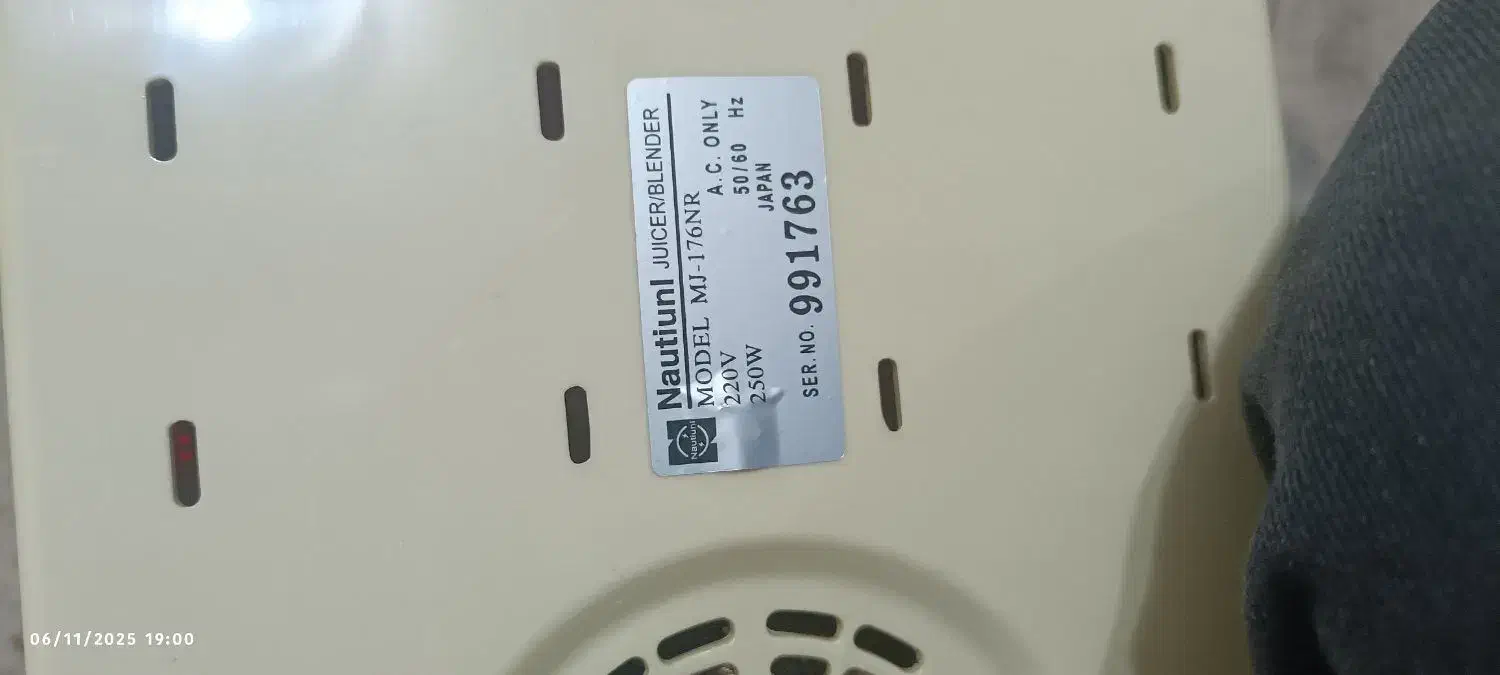 Nautiunl JUICER/BLENDER
MODEL MJ-176NR
220V A.C. ONLY
250W 50/60 Hz
JAPAN
SER.NO. 991763
Nautiunl
06/11/2025 19:00